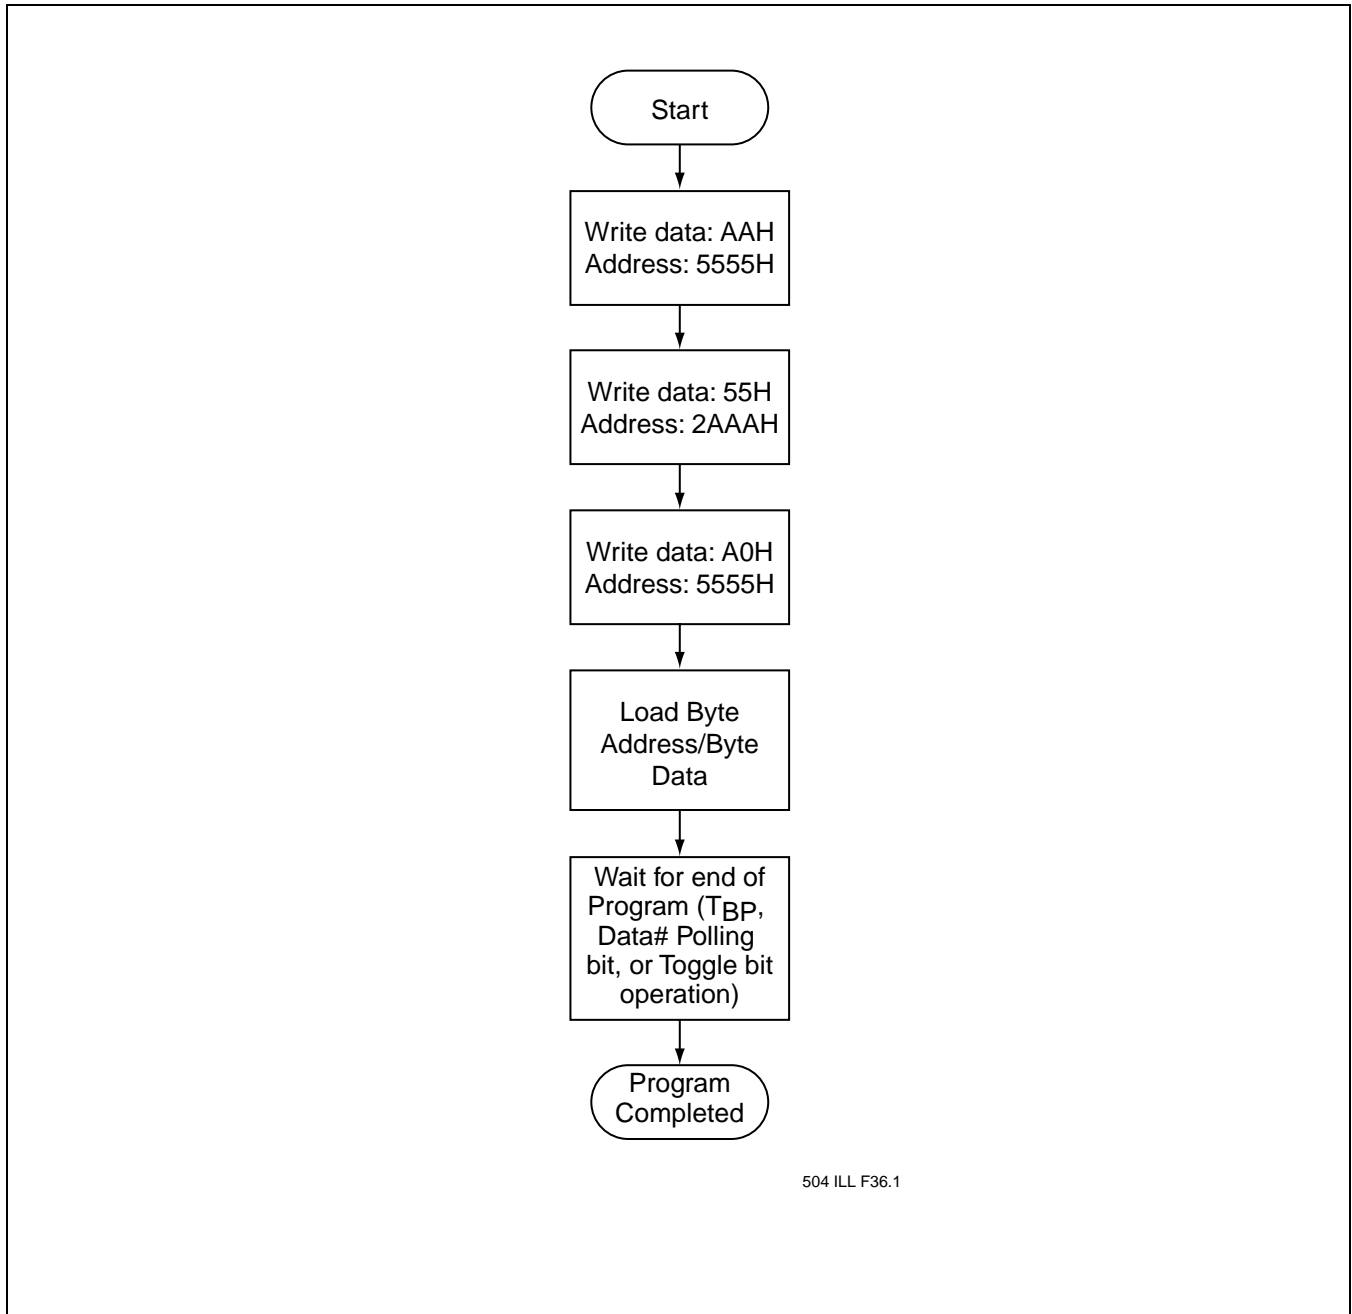 Start
Write data: AAH
Address: 5555H
Write data: 55H
Address: 2AAAH
Write data: A0H
Address: 5555H
Load Byte
Address/Byte
Data
Wait for end of
Program (TBP,
Data# Polling
bit, or Toggle bit
operation)
Program
Completed
504 ILL F36.1